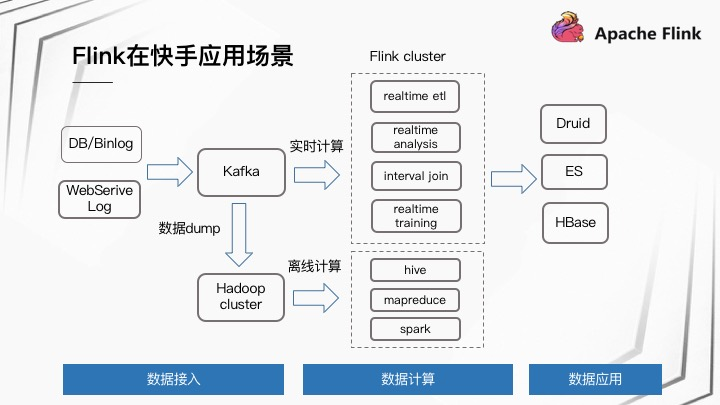 Apache Flink
Flink在快手应用场景
Flink cluster
DB/Binlog
WebSerive
Log
Kafka
实时计算
数据dump
Hadoop
cluster
离线计算
realtime etl
realtime
analysis
interval join
realtime
training
hive
mapreduce
spark
Druid
ES
HBase
数据接入
数据计算
数据应用